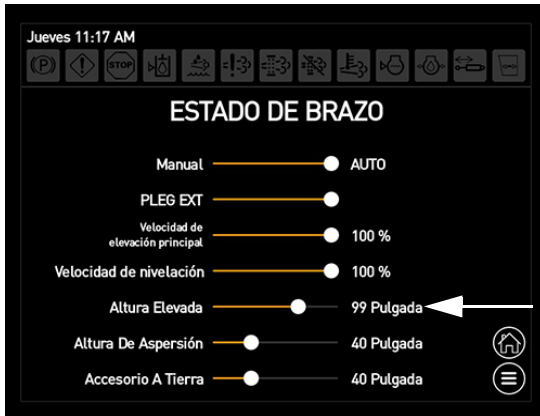 Jueves 11:17 AM
(P) STOP
ESTADO DE BRAZO
Manual AUTO
PLEG EXT
Velocidad de
elevación principal 100 %
Velocidad de nivelación 100 %
Altura Elevada 99 Pulgada
Altura De Aspersión 40 Pulgada
Accesorio A Tierra 40 Pulgada